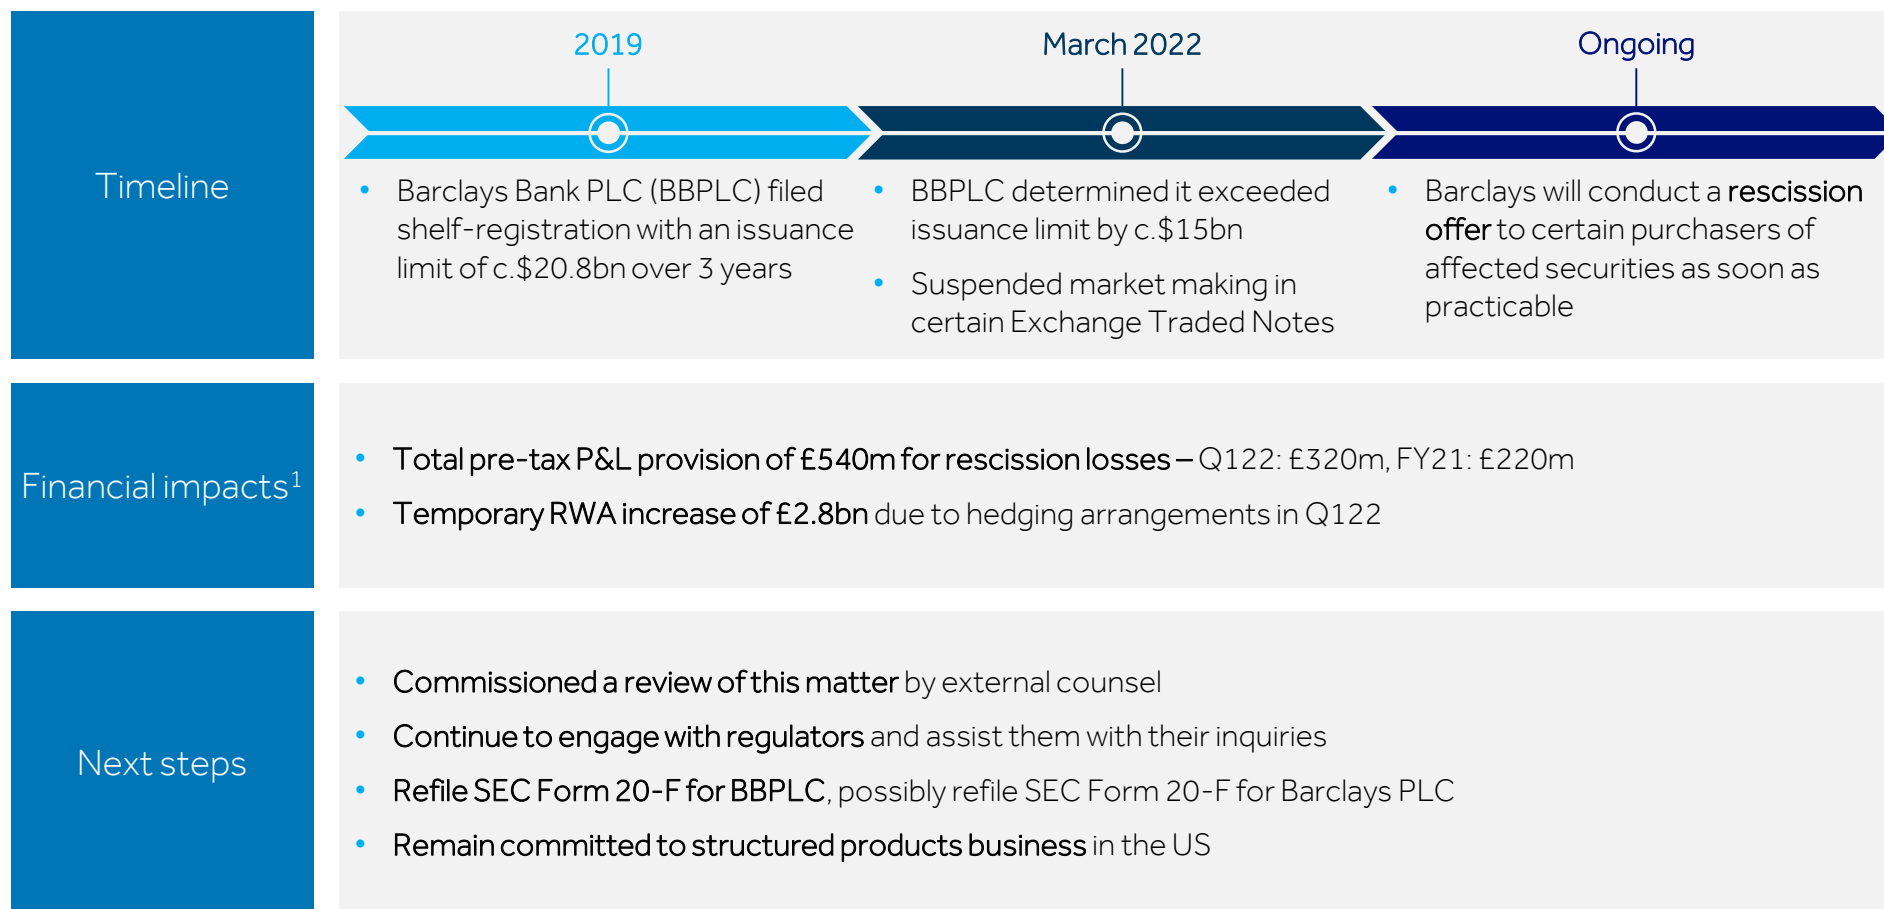 Timeline
2019
March 2022
Ongoing
• Barclays Bank PLC (BBPLC) filed
shelf-registration with an issuance
limit of c.$20.8bn over 3 years
• BBPLC determined it exceeded
issuance limit by c.$15bn
• Suspended market making in
certain Exchange Traded Notes
• Barclays will conduct a rescission
offer to certain purchasers of
affected securities as soon as
practicable
Financial impacts¹
• Total pre-tax P&L provision of £540m for rescission losses – Q122: £320m, FY21: £220m
• Temporary RWA increase of £2.8bn due to hedging arrangements in Q122
Next steps
• Commissioned a review of this matter by external counsel
• Continue to engage with regulators and assist them with their inquiries
• Refile SEC Form 20-F for BBPLC, possibly refile SEC Form 20-F for Barclays PLC
• Remain committed to structured products business in the US